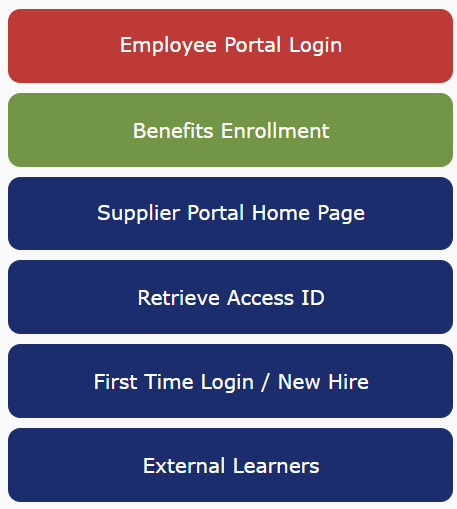 Employee Portal Login
Benefits Enrollment
Supplier Portal Home Page
Retrieve Access ID
First Time Login / New Hire
External Learners